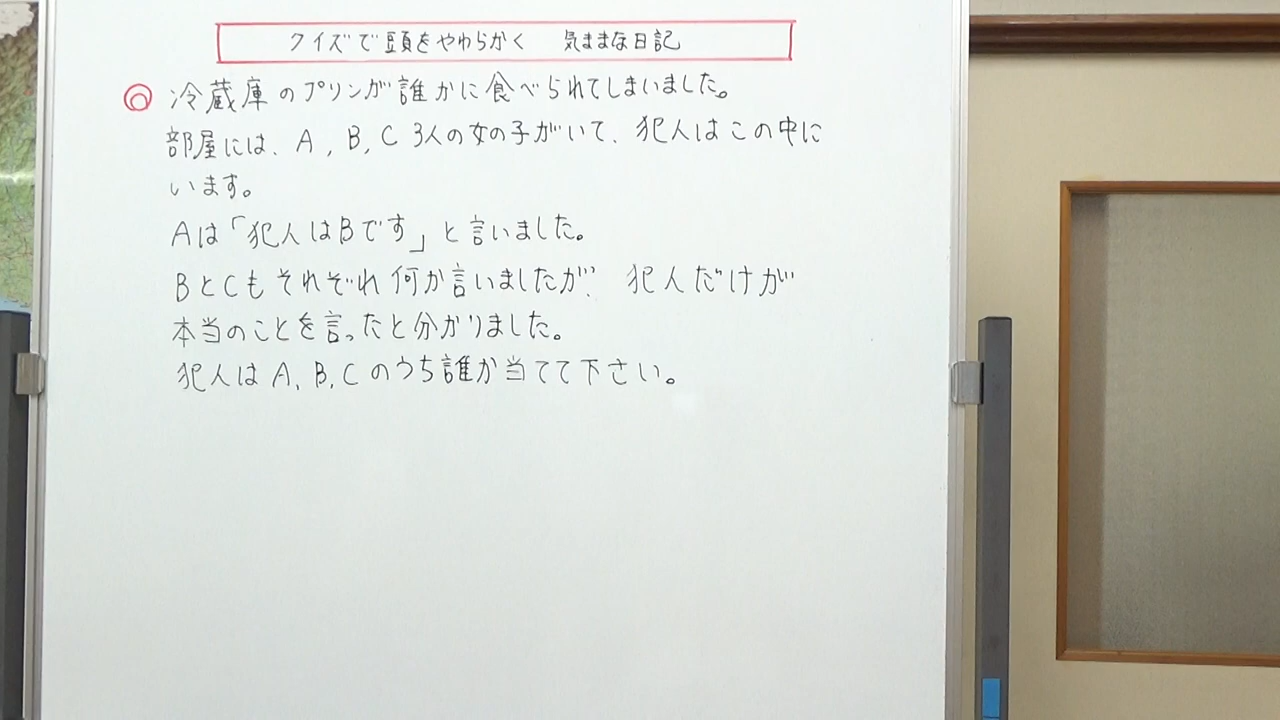 クイズで頭をやわらかく 気ままな日記
◎ 冷蔵庫のプリンが誰かに食べられてしまいました。
部屋には、A, B, C 3人の女の子がいて、犯人はこの中に
います。
Aは「犯人はBです」と言いました。
BとCもそれぞれ何か言いましたが、犯人だけが
本当のことを言ったと分かりました。
犯人はA, B, Cのうち誰か当てて下さい。